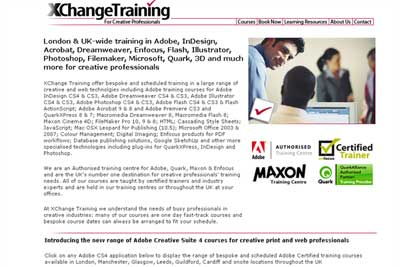 XChangeTraining
For Creative Professionals
Courses | Book Now | Learning Resources | About Us | Contact
London & UK-wide training in Adobe, InDesign,
Acrobat, Dreamweaver, Enfocus, Flash, Illustrator,
Photoshop, Filemaker, Microsoft, Quark, 3D and much
more for creative professionals
XChange Training offer bespoke and scheduled training in a large range of
creative and web technolgies including Adobe training courses for Adobe
InDesign CS4 & CS3, Adobe Dreamweaver CS4 & CS3, Adobe Illustrator
CS4 & CS3, Adobe Photoshop CS4 & CS3, Adobe Flash CS4 & CS3 & Flash
ActionScript; Adobe Acrobat 9 & 8 and Adobe Premiere CS3 and
QuarkXPress 8 & 7; Macromedia Dreamweaver 8, Macromedia Flash 8;
Maxon Cinema 4D; FileMaker Pro 10, 9 & 8; HTML; Cascading Style Sheets;
JavaScript; Mac OSX Leopard for Publishing (10.5); Microsoft Office 2003 &
2007; Colour Management; Digital Imaging; Enfocus products for PDF
workflows; Database publishing solutions, Google Sketchup and other more
specialised technologies including plug-ins for QuarkXPress, InDesign and
Photoshop.
We are an Authorised training centre for Adobe, Quark, Maxon & Enfocus
and are the UK's number one destination for creative professionals' training
needs. All of our courses are taught by certified trainers and industry
experts and are held in our training centres or throughout the UK at your
offices.
At XChange Training we understand the needs of busy professionals in
creative industries; many of our courses are one day fast-track courses and
bespoke course dates can always be arranged to fit your schedule.
Adobe
AUTHORISED
Training Centre
enfocus
Certified
Trainer
MAXON
Training Centre
Quark
QuarkAlliance
Authorised
Partner
Training Provider
Introducing the new range of Adobe Creative Suite 4 courses for creative print and web professionals
Click on any Adobe CS4 application below to display the range of scheduled Adobe Certified training courses
available in London, Manchester, Glasgow, Leeds, Guildford, Cardiff and onsite locations throughout the UK